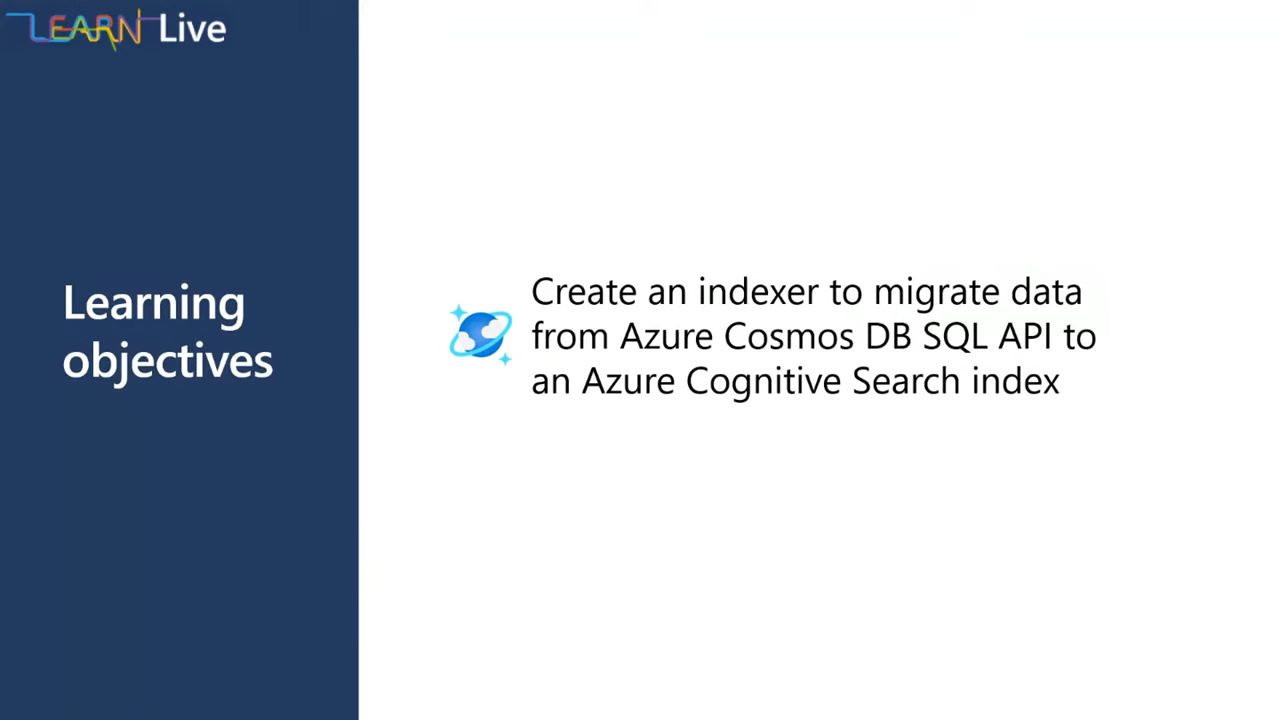 LEARN Live
Learning
objectives
Create an indexer to migrate data
from Azure Cosmos DB SQL API to
an Azure Cognitive Search index